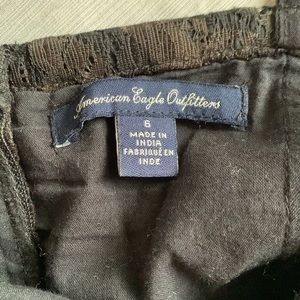 American Eagle Outfitters
6
MADE IN
INDIA
FABRIQUÉ EN
INDE